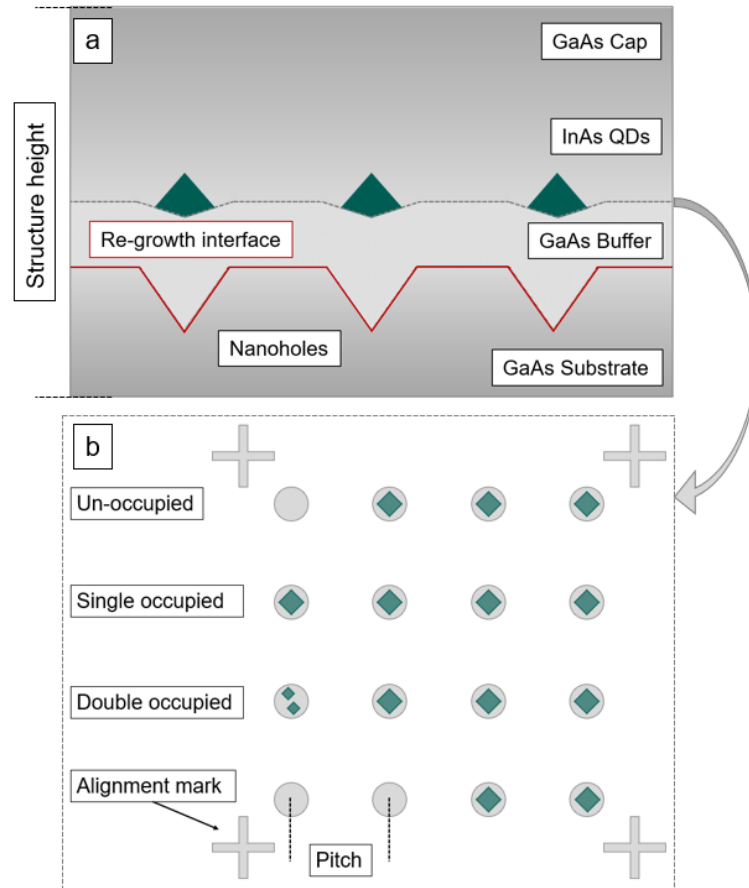 a
GaAs Cap
Structure height
InAs QDs
Re-growth interface
GaAs Buffer
Nanoholes
GaAs Substrate
b
Un-occupied
Single occupied
Double occupied
Alignment mark
Pitch